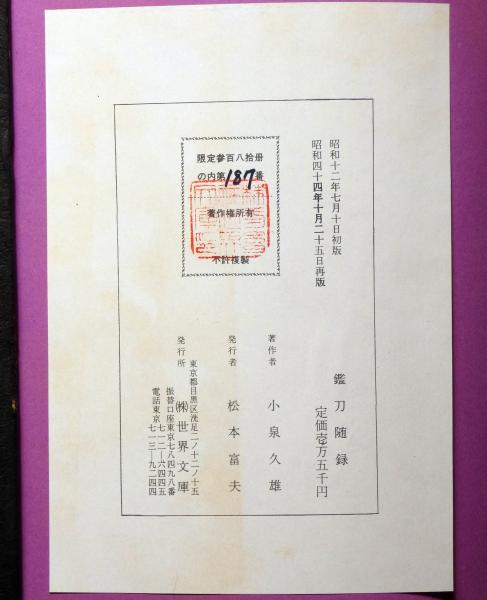 昭和十二年七月十日初版
昭和四十四年十月二十五日再版
限定参百八拾册
の内第187番
著作権所有
不許複製
鑑刀随録
定価壱万五千円
著作者 小泉久雄
発行者 松本富夫
東京都目黒区洗足二ノ十二ノ十五
発行所 ㈱世界文庫
振替口座東京七八四九八番
電話東京七一二―六四四五
七一三―九二四四